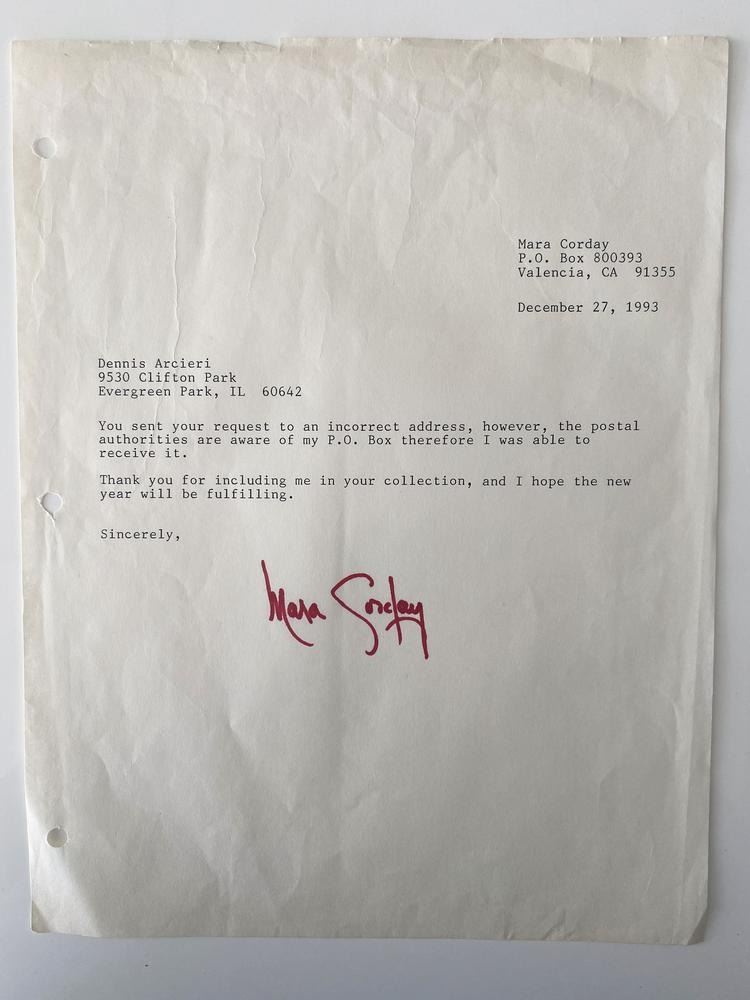 Mara Corday
P.O. Box 800393
Valencia, CA  91355
December 27, 1993
Dennis Arcieri
9530 Clifton Park
Evergreen Park, IL  60642
You sent your request to an incorrect address, however, the postal
authorities are aware of my P.O. Box therefore I was able to
receive it.
Thank you for including me in your collection, and I hope the new
year will be fulfilling.
Sincerely,
Mara Corday